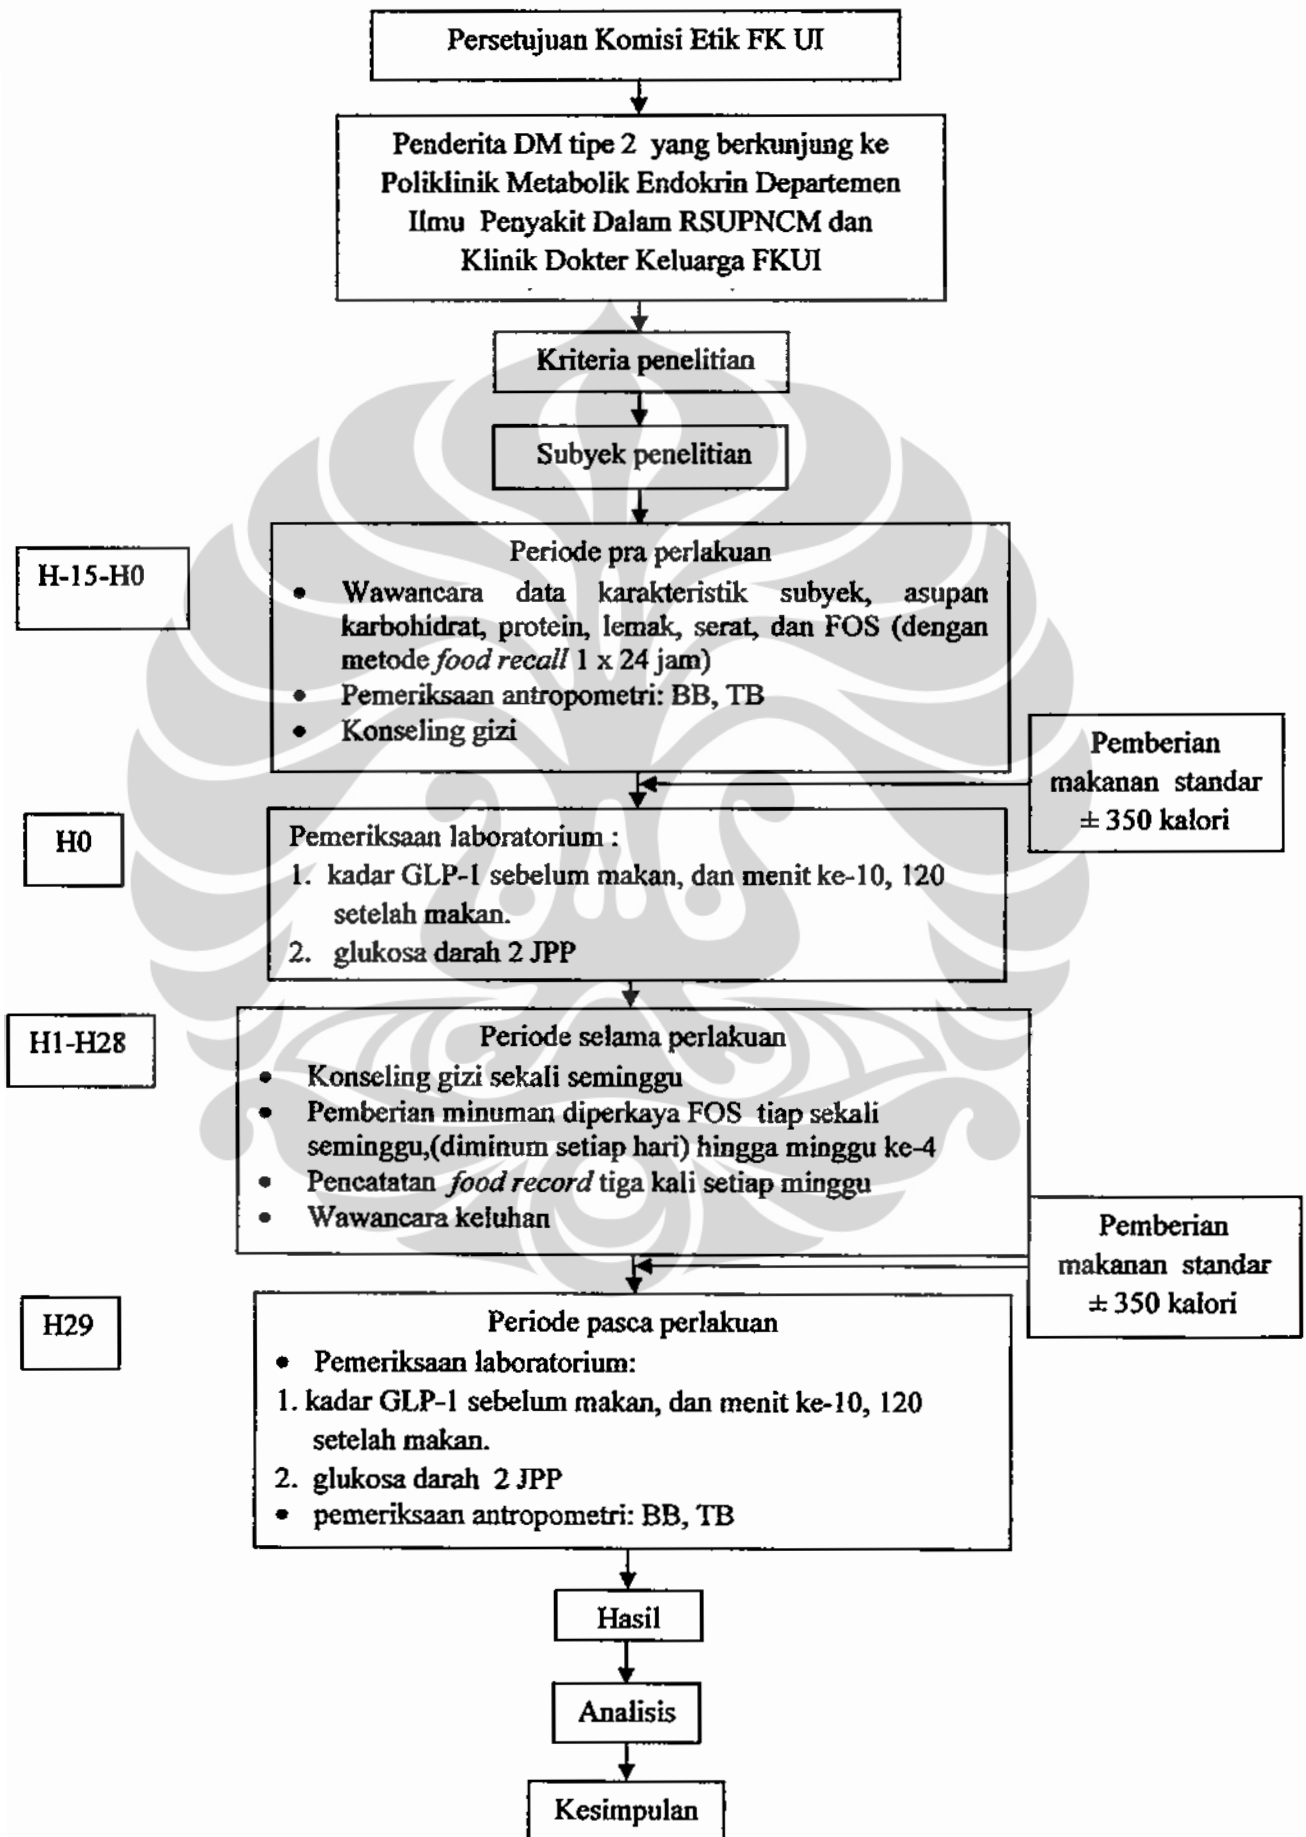 Persetujuan Komisi Etik FK UI
Penderita DM tipe 2 yang berkunjung ke
Poliklinik Metabolik Endokrin Departemen
Ilmu Penyakit Dalam RSUPNCM dan
Klinik Dokter Keluarga FKUI
Kriteria penelitian
Subyek penelitian
H-15-H0
Periode pra perlakuan
• Wawancara data karakteristik subyek, asupan
karbohidrat, protein, lemak, serat, dan FOS (dengan
metode food recall 1 x 24 jam)
• Pemeriksaan antropometri: BB, TB
• Konseling gizi
Pemberian
makanan standar
± 350 kalori
H0
Pemeriksaan laboratorium :
1. kadar GLP-1 sebelum makan, dan menit ke-10, 120
setelah makan.
2. glukosa darah 2 JPP
H1-H28
Periode selama perlakuan
• Konseling gizi sekali seminggu
• Pemberian minuman diperkaya FOS tiap sekali
seminggu,(diminum setiap hari) hingga minggu ke-4
• Pencatatan food record tiga kali setiap minggu
• Wawancara keluhan
Pemberian
makanan standar
± 350 kalori
H29
Periode pasca perlakuan
• Pemeriksaan laboratorium:
1. kadar GLP-1 sebelum makan, dan menit ke-10, 120
setelah makan.
2. glukosa darah 2 JPP
• pemeriksaan antropometri: BB, TB
Hasil
Analisis
Kesimpulan